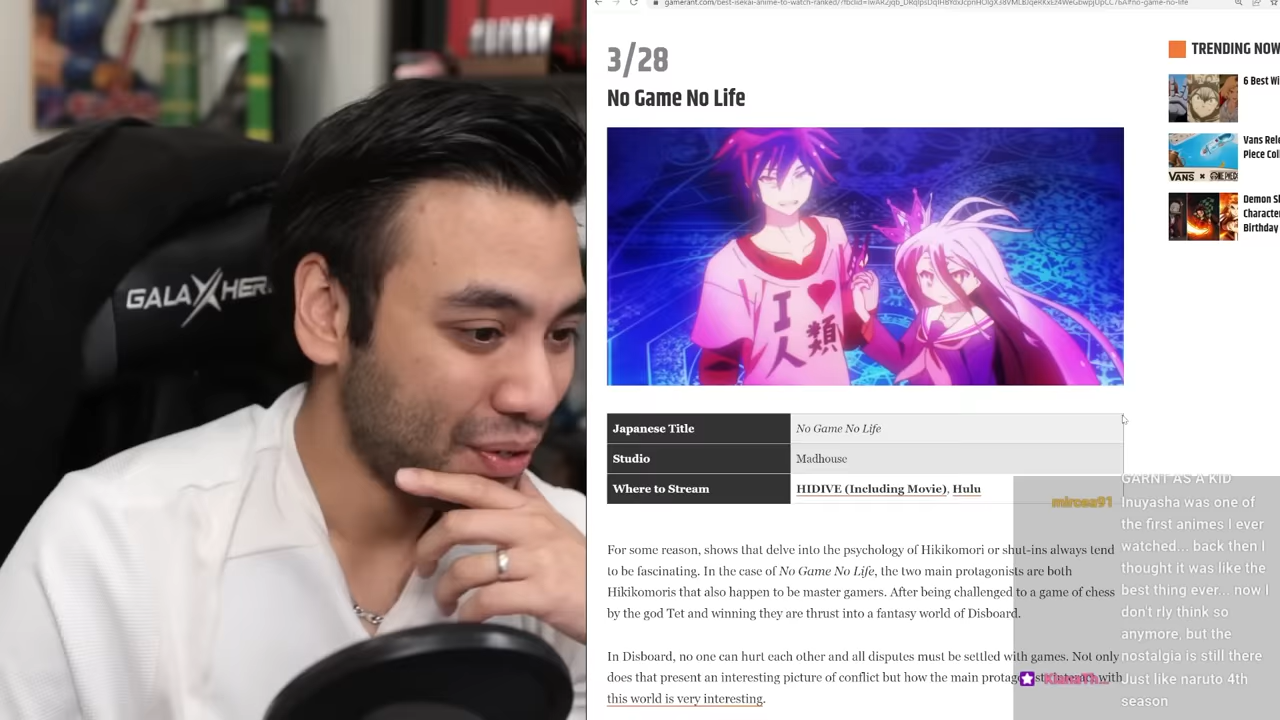 3/28
No Game No Life
工
人
類
GALAX
Japanese Title
No Game No Life
Studio
Madhouse
Where to Stream
HIDIVE (Including Movie), Hulu
For some reason, shows that delve into the psychology of Hikikomori or shut-ins always tend
to be fascinating. In the case of No Game No Life, the two main protagonists are both
Hikikomoris that also happen to be master gamers. After being challenged to a game of chess
by the god Tet and winning they are thrust into a fantasy world of Disboard.
In Disboard, no one can hurt each other and all disputes must be settled with games. Not only
does that present an interesting picture of conflict but how the main with
this world is very interesting.
TRENDING NOW
6 Best
Vans
Piece
VANS X
Demon
Character
Birthday
GARNT AS A KID
mircea91
Inuyasha was one of
the first animes I ever
watched... back then I
thought it was like the
best thing ever... now I
don't rly think so
anymore, but the
nostalgia is still there
Just like naruto 4th
season